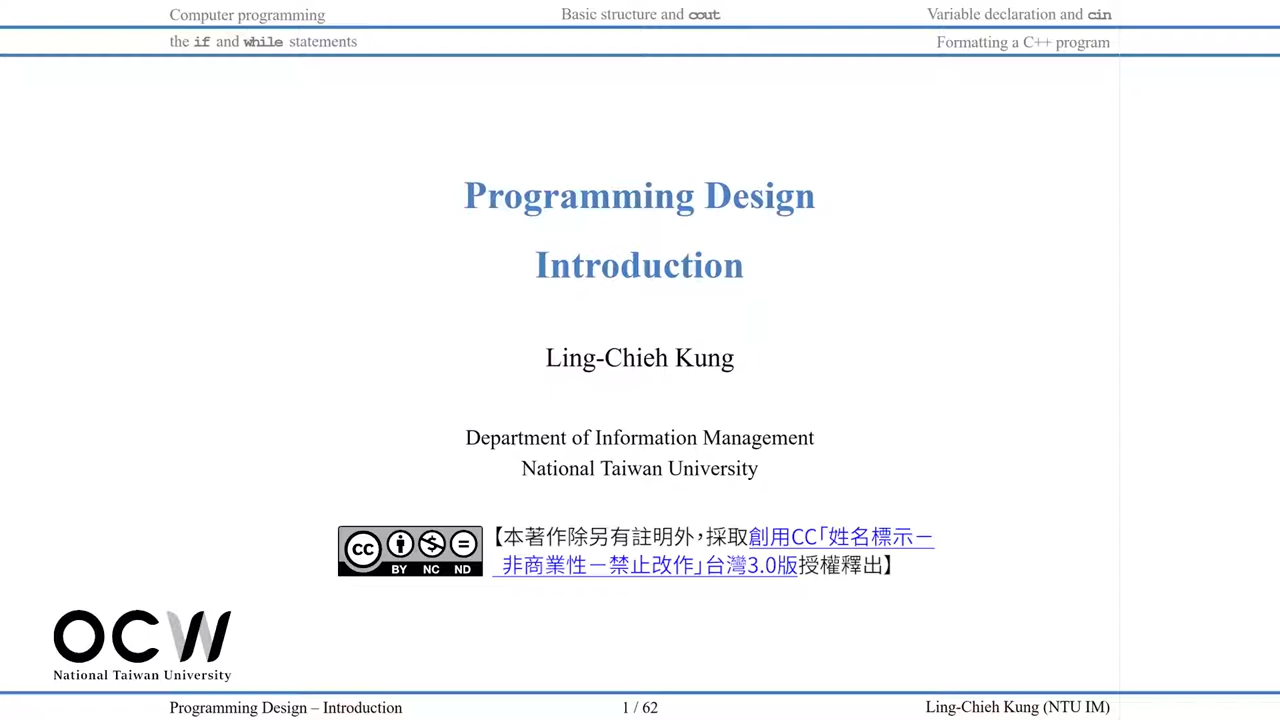 Computer programming
Basic structure and cout
Variable declaration and cin
the if and while statements
Formatting a C++ program
Programming Design
Introduction
Ling-Chieh Kung
Department of Information Management
National Taiwan University
cc BY NC ND
【本著作除另有註明外，採取創用CC「姓名標示－
非商業性－禁止改作」台灣3.0版授權釋出】
OCW
National Taiwan University
Programming Design – Introduction
1 / 62
Ling-Chieh Kung (NTU IM)